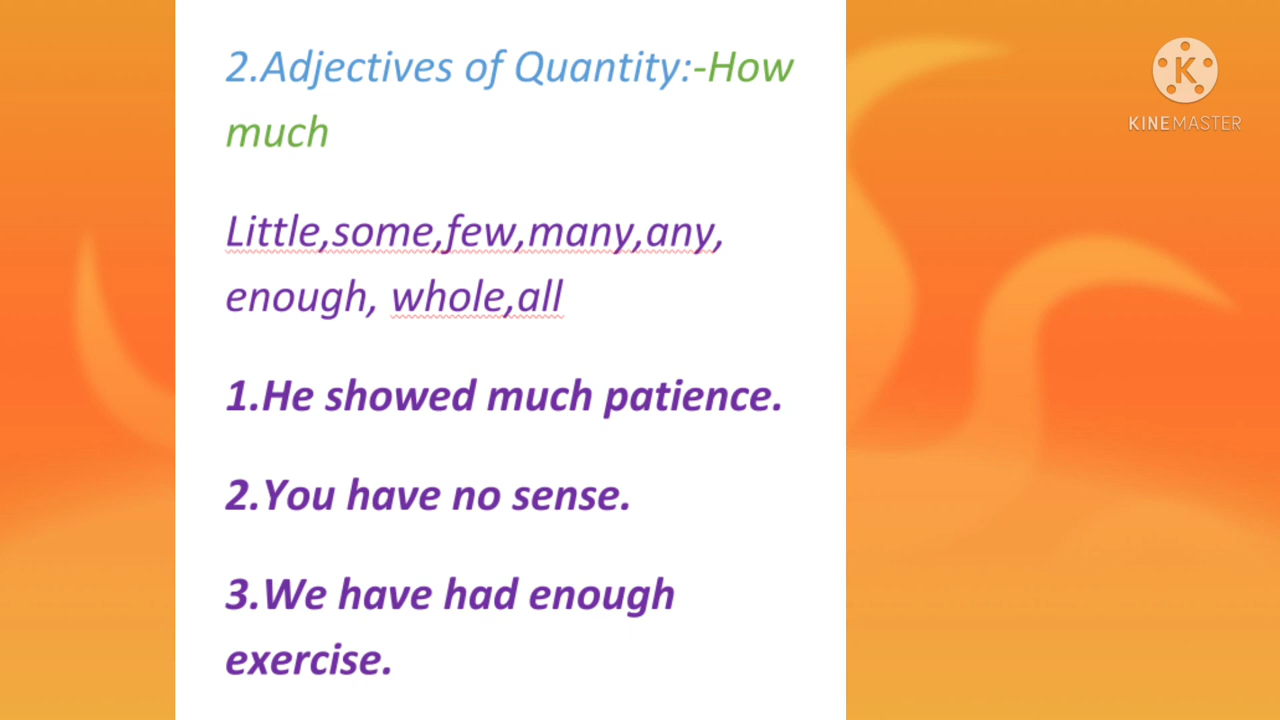 2.Adjectives of Quantity:-How
much
Little,some,few,many,any,
enough, whole,all
1.He showed much patience.
2.You have no sense.
3.We have had enough
exercise.
K
KINEMASTER